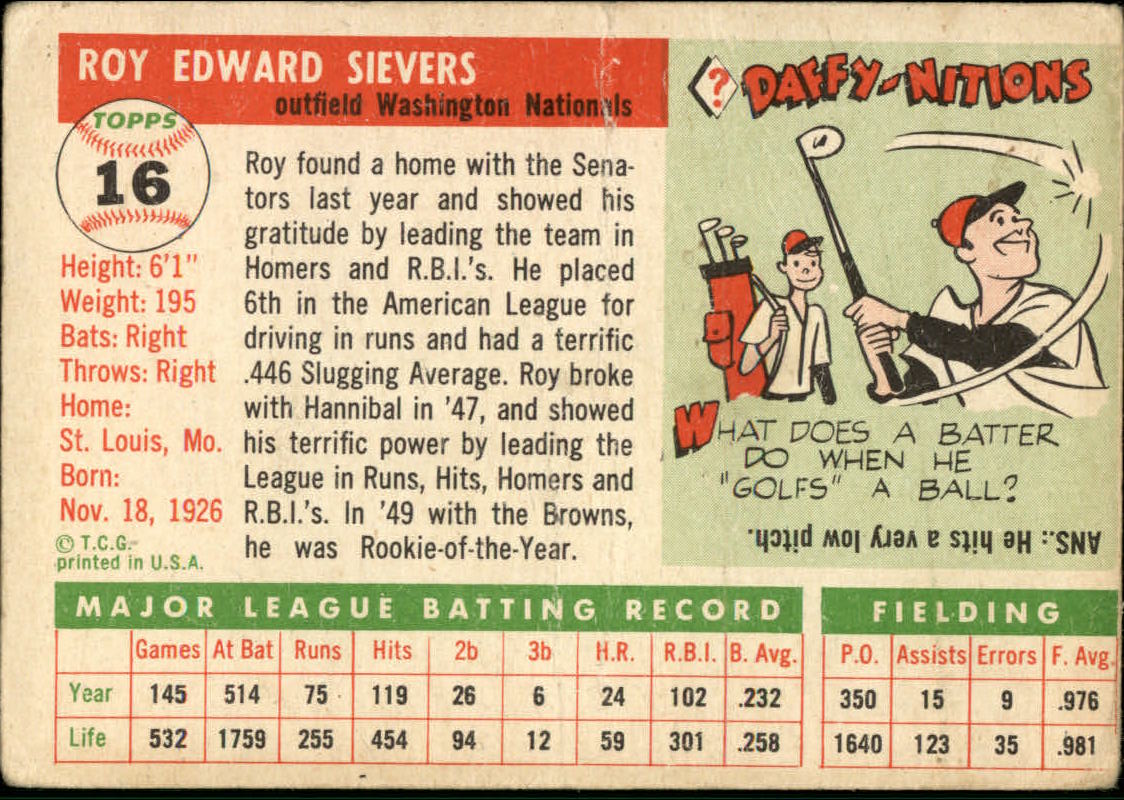 ROY EDWARD SIEVERS
outfield Washington Nationals
TOPPS
16
Height: 6'1"
Weight: 195
Bats: Right
Throws: Right
Home:
St. Louis, Mo.
Born:
Nov. 18, 1926
© T.C.G.
printed in U.S.A.
Roy found a home with the Sena-
tors last year and showed his
gratitude by leading the team in
Homers and R.B.I.'s. He placed
6th in the American League for
driving in runs and had a terrific
.446 Slugging Average. Roy broke
with Hannibal in '47, and showed
his terrific power by leading the
League in Runs, Hits, Homers and
R.B.I.'s. In '49 with the Browns,
he was Rookie-of-the-Year.
? DAFFY-NITIONS
WHAT DOES A BATTER
DO WHEN HE
"GOLFS" A BALL?
ANS.: He hits a very low pitch.
MAJOR LEAGUE BATTING RECORD
Games At Bat Runs Hits 2b 3b H.R. R.B.I. B. Avg.
Year 145 514 75 119 26 6 24 102 .232
Life 532 1759 255 454 94 12 59 301 .258
FIELDING
P.O. Assists Errors F. Avg.
350 15 9 .976
1640 123 35 .981